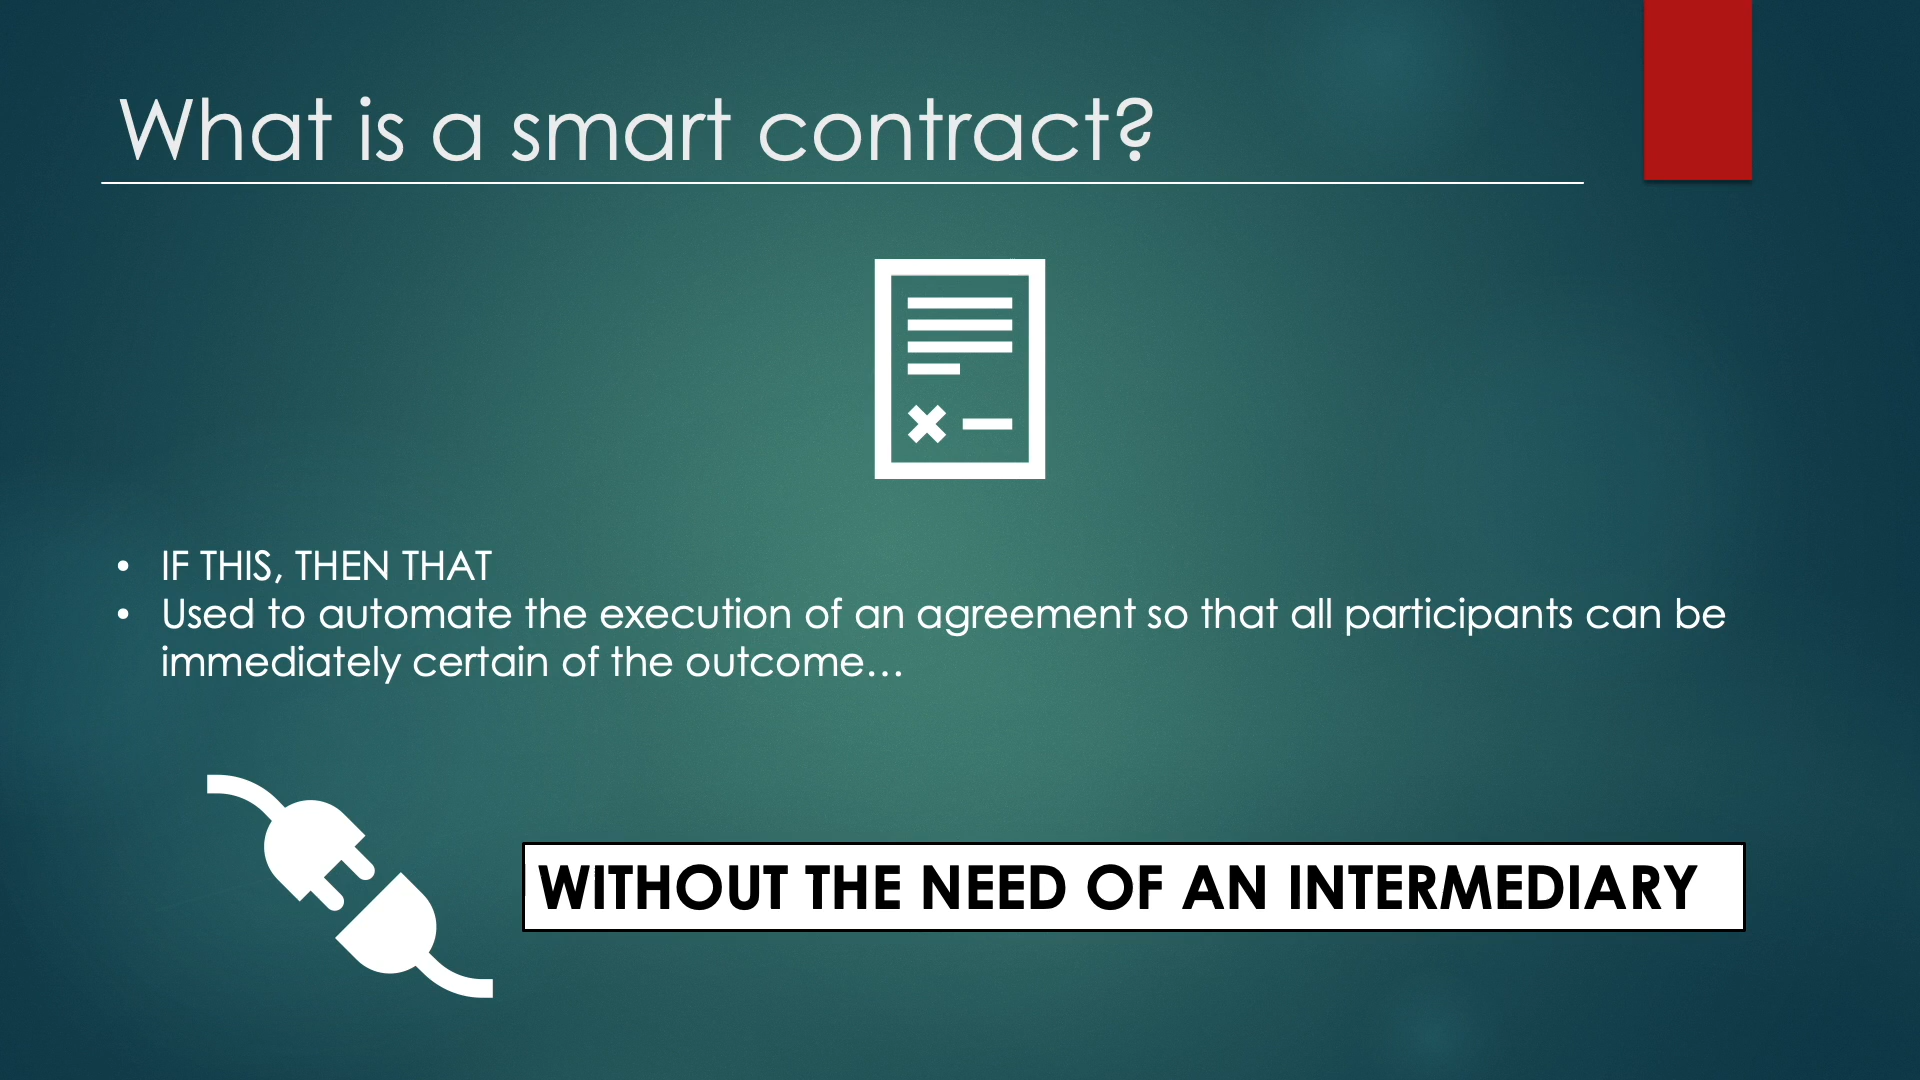 What is a smart contract?
• IF THIS, THEN THAT
• Used to automate the execution of an agreement so that all participants can be
immediately certain of the outcome…
WITHOUT THE NEED OF AN INTERMEDIARY